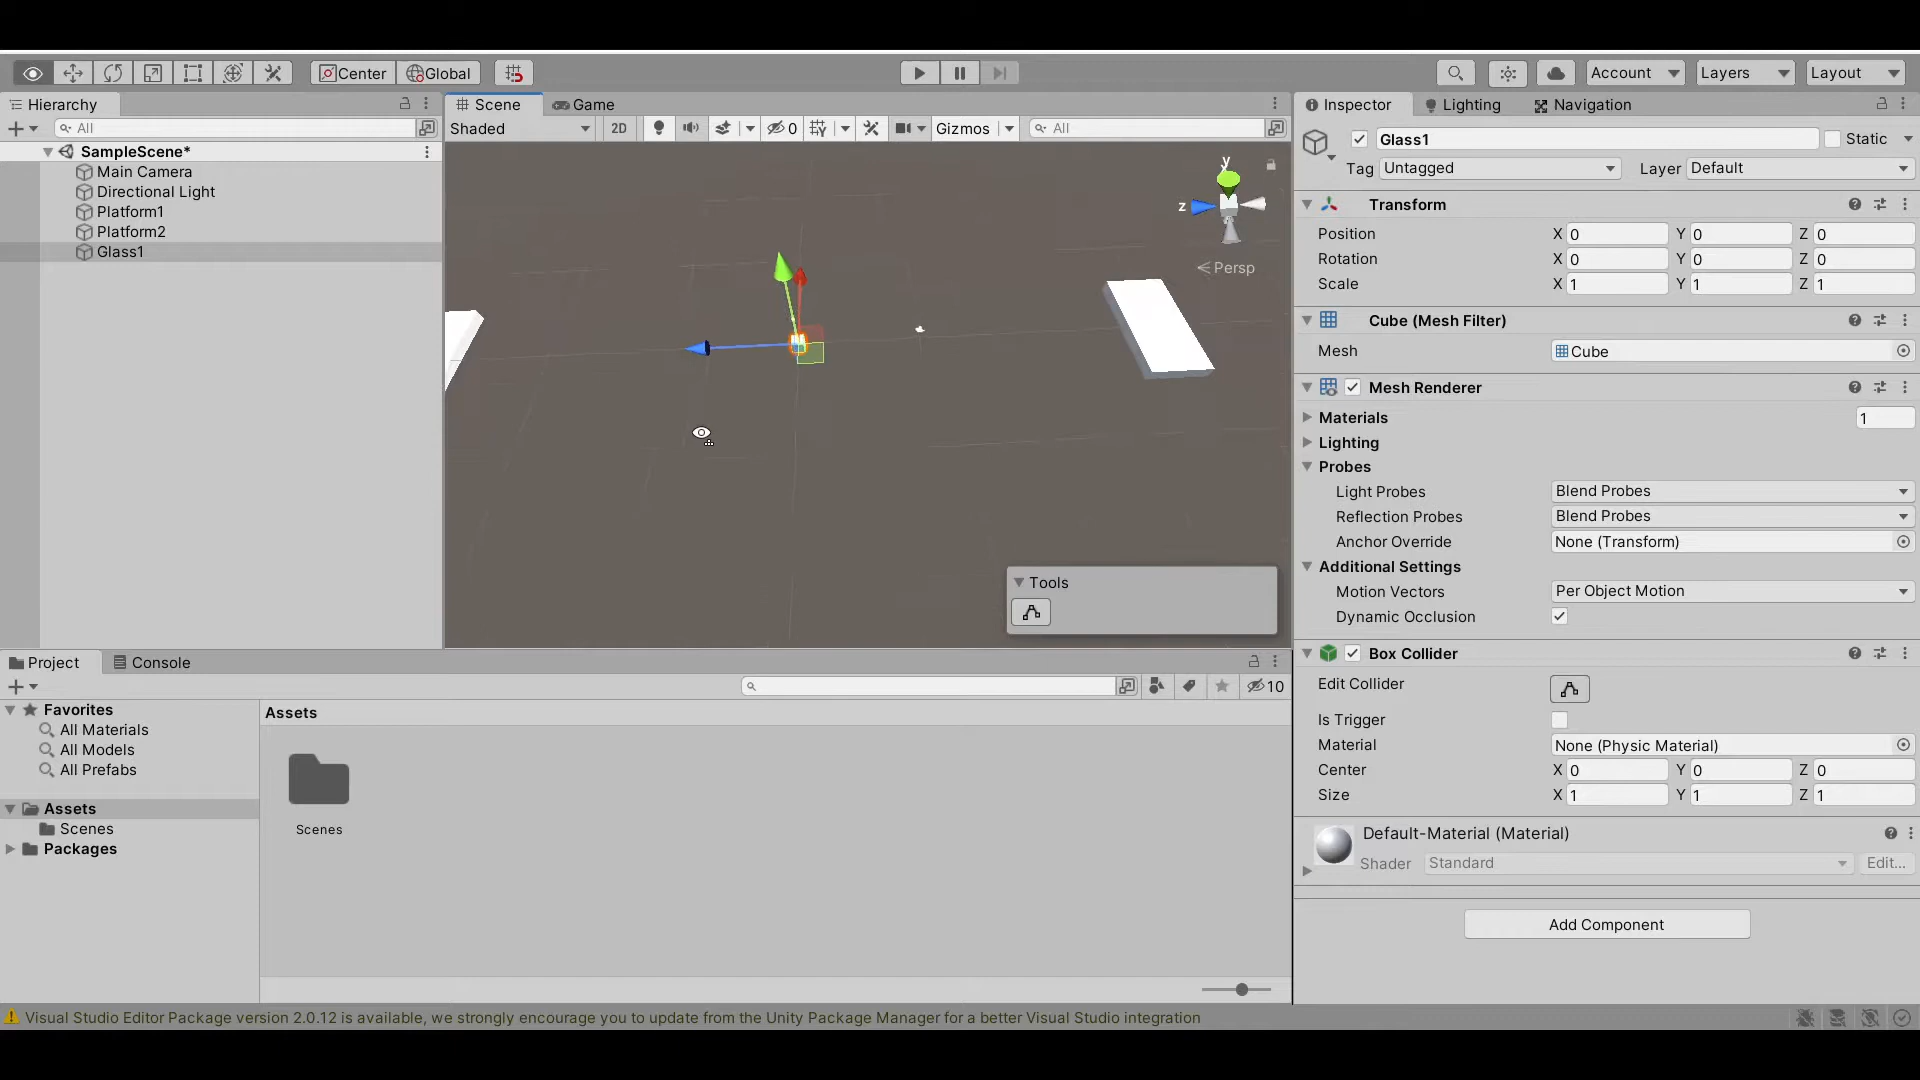 Center Global Account Layers Layout
Hierarchy
All
SampleScene*
Main Camera
Directional Light
Platform1
Platform2
Glass1
Scene Game
Shaded 2D 0 Gizmos All
y
z
Persp
Tools
Inspector Lighting Navigation
Glass1 Static
Tag Untagged Layer Default
Transform
Position X 0 Y 0 Z 0
Rotation X 0 Y 0 Z 0
Scale X 1 Y 1 Z 1
Cube (Mesh Filter)
Mesh Cube
Mesh Renderer
Materials 1
Lighting
Probes
Light Probes Blend Probes
Reflection Probes Blend Probes
Anchor Override None (Transform)
Additional Settings
Motion Vectors Per Object Motion
Dynamic Occlusion
Box Collider
Edit Collider
Is Trigger
Material None (Physic Material)
Center X 0 Y 0 Z 0
Size X 1 Y 1 Z 1
Default-Material (Material)
Shader Standard Edit...
Add Component
Project Console
10
Favorites
All Materials
All Models
All Prefabs
Assets
Scenes
Packages
Assets
Scenes
Visual Studio Editor Package version 2.0.12 is available, we strongly encourage you to update from the Unity Package Manager for a better Visual Studio integration